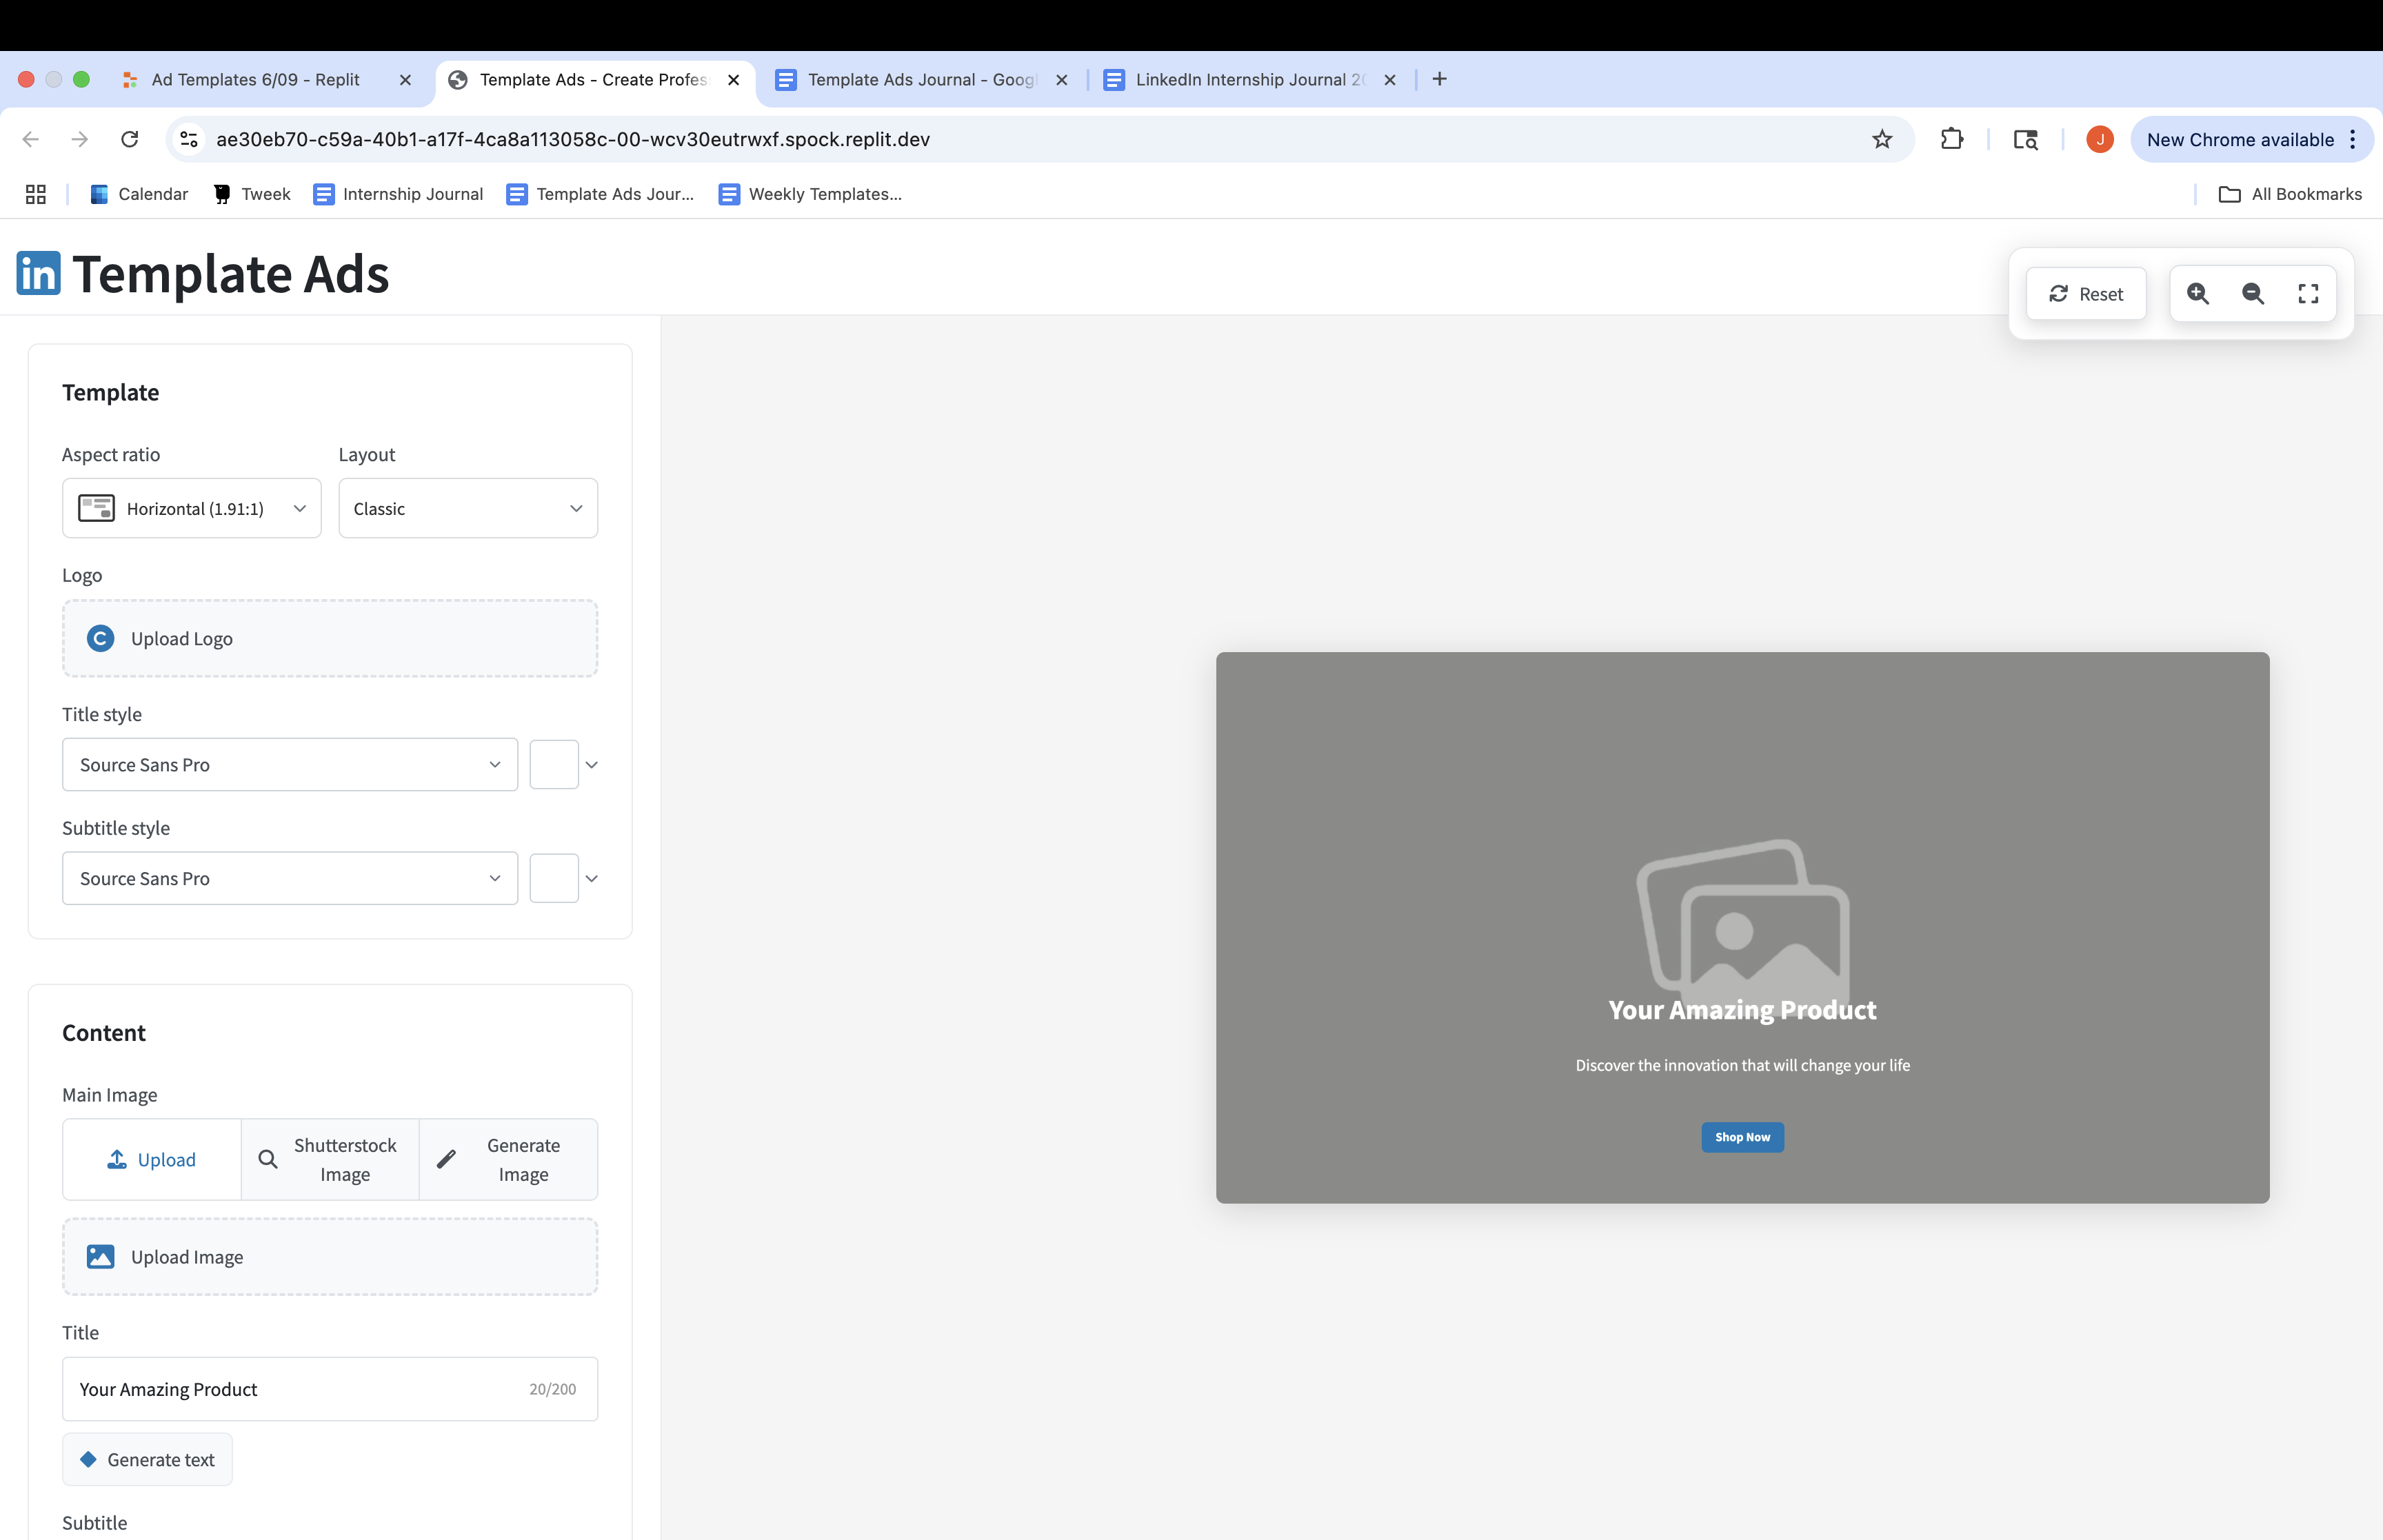 Ad Templates 6/09 - Replit
Template Ads - Create Profes
Template Ads Journal - Goog
LinkedIn Internship Journal 20
ae30eb70-c59a-40b1-a17f-4ca8a113058c-00-wcv30eutrwxf.spock.replit.dev
J
New Chrome available
Calendar
Tweek
Internship Journal
Template Ads Jour...
Weekly Templates...
All Bookmarks
in Template Ads
Reset
Template
Aspect ratio
Layout
Horizontal (1.91:1)
Classic
Logo
C
Upload Logo
Title style
Source Sans Pro
Subtitle style
Source Sans Pro
Content
Main Image
Upload
Shutterstock
Image
Generate
Image
Upload Image
Title
Your Amazing Product
20/200
Generate text
Subtitle
Your Amazing Product
Discover the innovation that will change your life
Shop Now